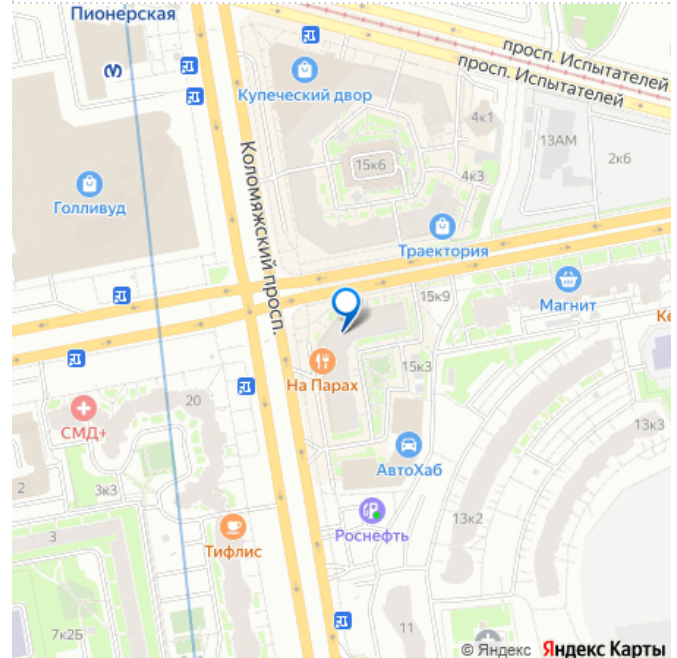 Пионерская
просп. Испытателей
просп. Испытателей
Купеческий двор
4к1
13АМ
2к6
15к6
4к3
Голливуд
Коломяжский просп.
Траектория
15к9
Магнит
Ке
На Парах
15к3
20
СМД+
13к3
АвтоХаб
2
3к3
3
Роснефть
13к2
Тифлис
7к2Б
11
© Яндекс Яндекс Карты